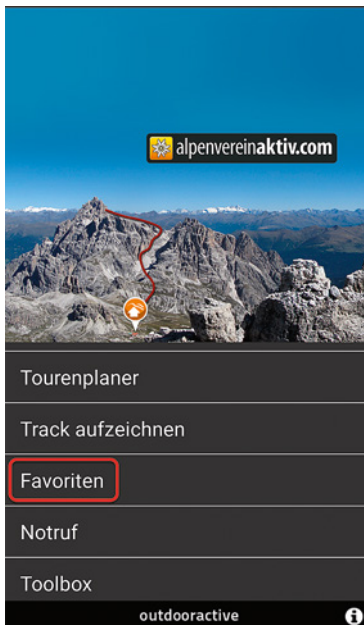 alpenvereinaktiv.com
Tourenplaner
Track aufzeichnen
Favoriten
Notruf
Toolbox
outdooractive